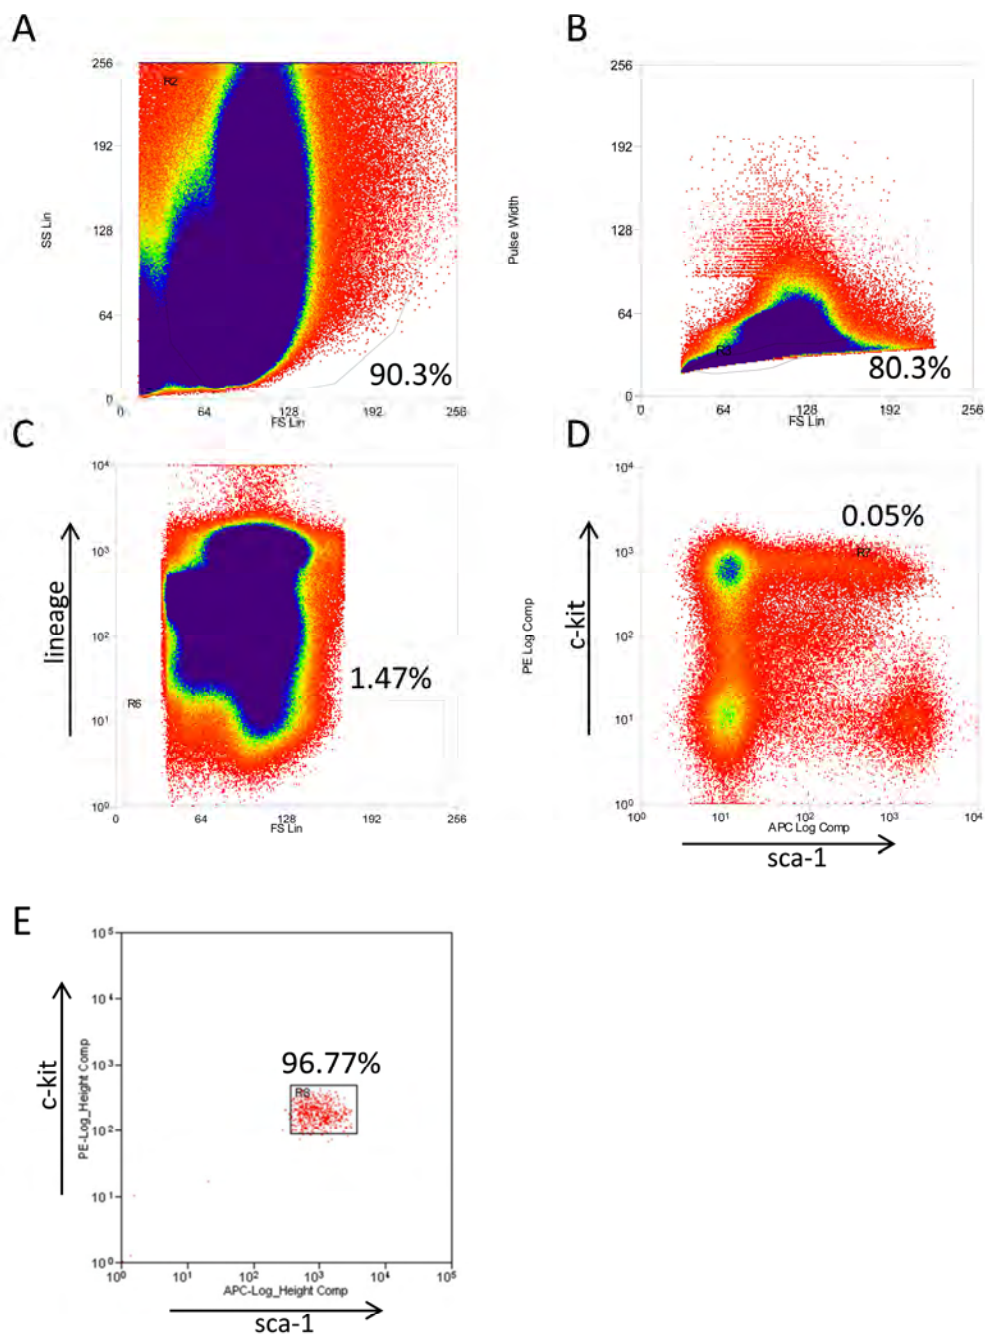 A
256
192
128
64
0
SS Lin
R2
90.3%
0
64
128
192
256
FS Lin
B
256
192
128
64
0
Pulse Width
R3
80.3%
0
64
128
192
256
FS Lin
C
10⁴
10³
10²
10¹
10⁰
lineage
R6
1.47%
64
128
192
256
FS Lin
D
10⁴
10³
10²
10¹
10⁰
PE Log Comp
c-kit
0.05%
R7
10⁰
10¹
10²
10³
10⁴
APC Log Comp
sca-1
E
10⁵
10⁴
10³
10²
10¹
10⁰
c-kit
PE-Log_Height Comp
96.77%
10⁰
10¹
10²
10³
10⁴
10⁵
APC-Log_Height Comp
sca-1